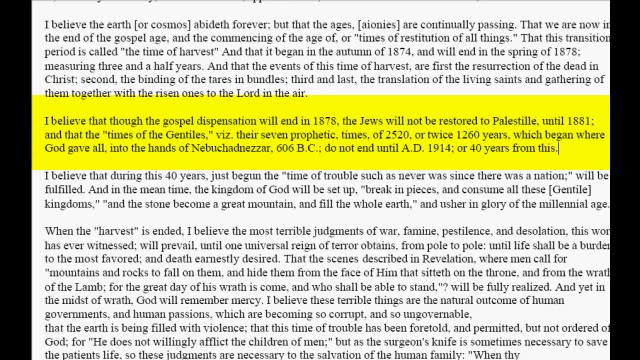 I believe the earth [or cosmos] abideth forever; but that the ages, [aionies] are continually passing. That we are now in
the end of the gospel age, and the commencing of the age of, or "times of restitution of all things." That this transition
period is called "the time of harvest" And that it began in the autumn of 1874, and will end in the spring of 1878;
measuring three and a half years. And that the events of this time of harvest, are first the resurrection of the dead in
Christ; second, the binding of the tares in bundles; third and last, the translation of the living saints and gathering of
them together with the risen ones to the Lord in the air.
I believe that though the gospel dispensation will end in 1878, the Jews will not be restored to Palestille, until 1881;
and that the "times of the Gentiles," viz. their seven prophetic, times, of 2520, or twice 1260 years, which began where
God gave all, into the hands of Nebuchadnezzar, 606 B.C.; do not end until A.D. 1914; or 40 years from this.
I believe that during this 40 years, just begun the "time of trouble such as never was since there was a nation;" will be
fulfilled. And in the mean time, the kingdom of God will be set up, "break in pieces, and consume all these [Gentile]
kingdoms," "and the stone become a great mountain, and fill the whole earth," and usher in glory of the millennial age.
When the "harvest" is ended, I believe the most terrible judgments of war, famine, pestilence, and desolation, this wor
has ever witnessed; will prevail, until one universal reign of terror obtains, from pole to pole: until life shall be a burden
to the most favored; and death earnestly desired. That the scenes described in Revelation, where men call for
"mountains and rocks to fall on them, and hide them from the face of Him that sitteth on the throne, and from the wrath
of the Lamb; for the great day of his wrath is come, and who shall be able to stand,"? will be fully realized. And yet in
the midst of wrath, God will remember mercy. I believe these terrible things are the natural outcome of human
governments, and human passions, which are becoming so corrupt, and so ungovernable,
that the earth is being filled with violence; that this time of trouble has been foretold, and permitted, but not ordered of
God; for "He does not willingly afflict the children of men;" but as the surgeon's knife is sometimes necessary to save
the patients life, so these judgments are necessary to the salvation of the human family: "When thy